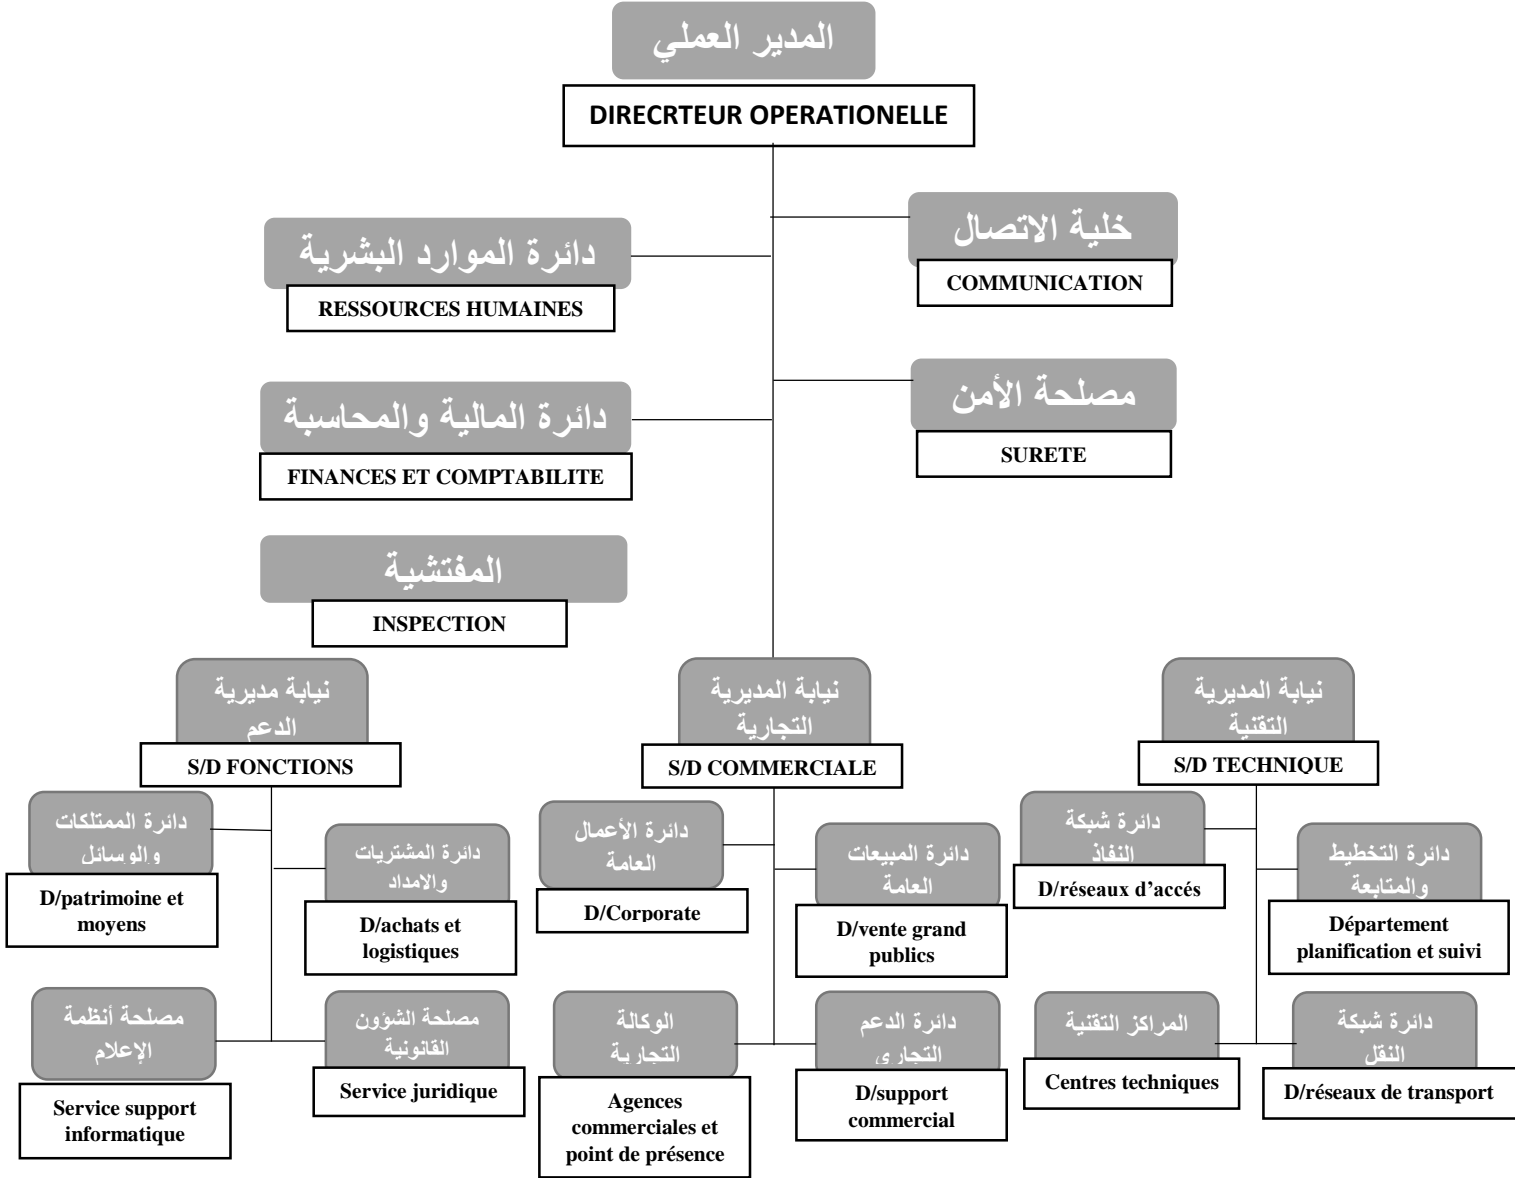 المدير العملي
DIRECRTEUR OPERATIONELLE
خلية الاتصال
COMMUNICATION
دائرة الموارد البشرية
RESSOURCES HUMAINES
مصلحة الأمن
SURETE
دائرة المالية والمحاسبة
FINANCES ET COMPTABILITE
المفتشية
INSPECTION
نيابة مديرية
الدعم
S/D FONCTIONS
نيابة المديرية
التجارية
S/D COMMERCIALE
نيابة المديرية
التقنية
S/D TECHNIQUE
دائرة الممتلكات
والوسائل
D/patrimoine et
moyens
دائرة المشتريات
والامداد
D/achats et
logistiques
دائرة الأعمال
العامة
D/Corporate
دائرة المبيعات
العامة
D/vente grand
publics
دائرة شبكة
النفاذ
D/réseaux d’accés
دائرة التخطيط
والمتابعة
Département
planification et suivi
مصلحة أنظمة
الإعلام
Service support
informatique
مصلحة الشؤون
القانونية
Service juridique
الوكالة
التجارية
Agences
commerciales et
point de présence
دائرة الدعم
التجاري
D/support
commercial
المراكز التقنية
Centres techniques
دائرة شبكة
النقل
D/réseaux de transport